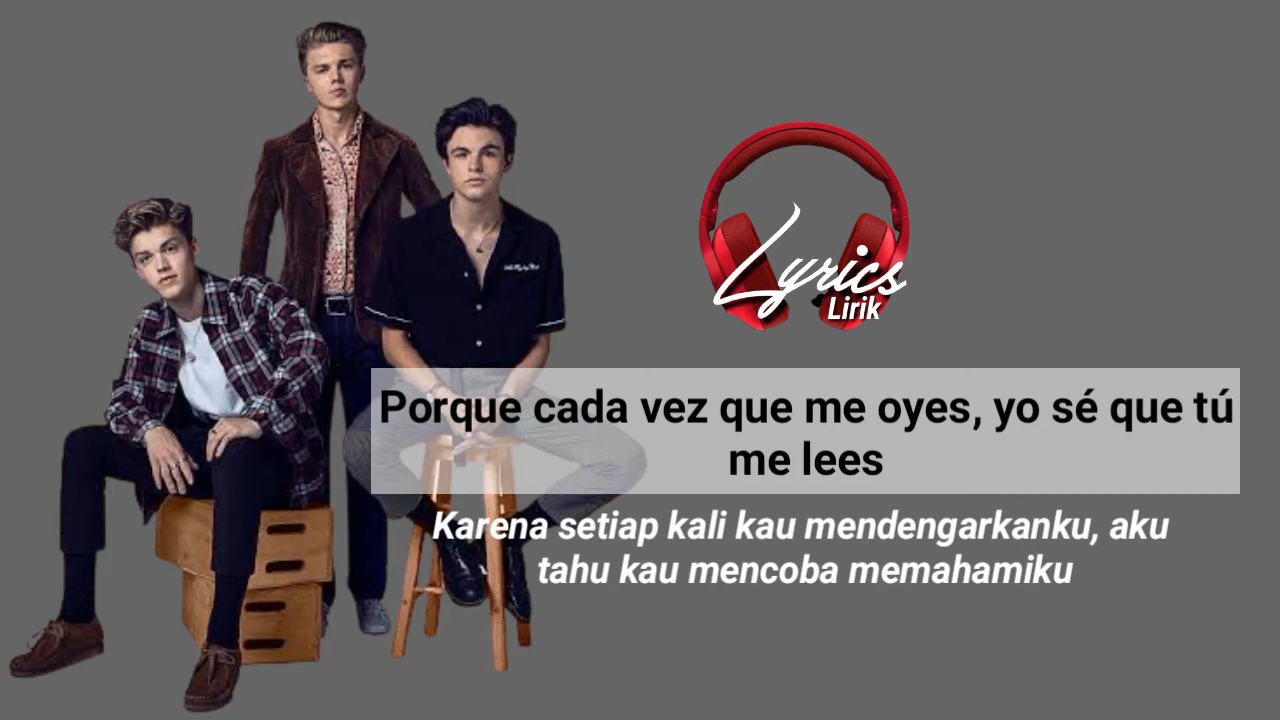 Lyrics
Lirik
Porque cada vez que me oyes, yo sé que tú
me lees
Karena setiap kali kau mendengarkanku, aku
tahu kau mencoba memahamiku